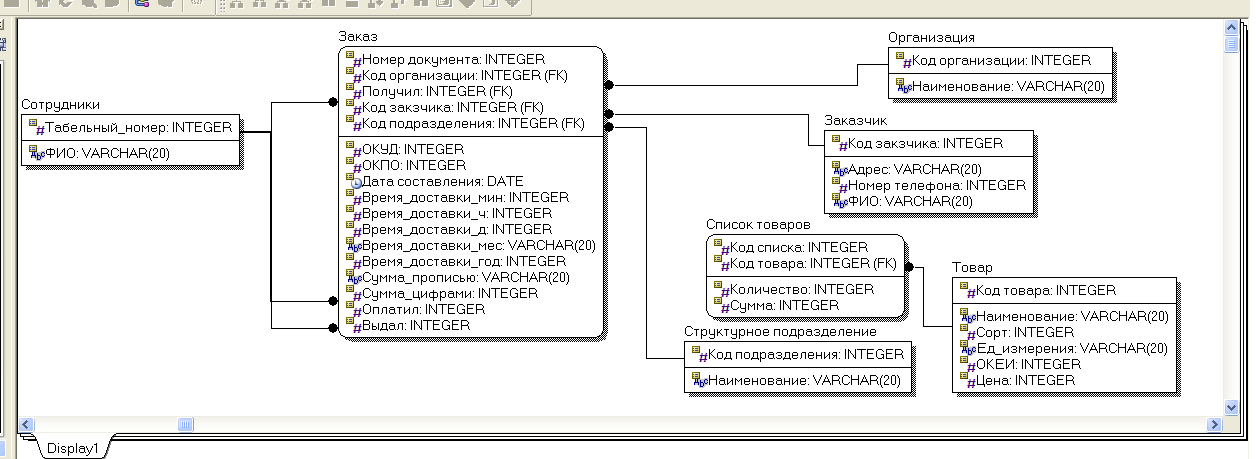 Сотрудники
Табельный_номер: INTEGER
ФИО: VARCHAR(20)
Заказ
Номер документа: INTEGER
Код организации: INTEGER (FK)
Получил: INTEGER (FK)
Код закзчика: INTEGER (FK)
Код подразделения: INTEGER (FK)
ОКУД: INTEGER
ОКПО: INTEGER
Дата составления: DATE
Время_доставки_мин: INTEGER
Время_доставки_ч: INTEGER
Время_доставки_д: INTEGER
Время_доставки_мес: VARCHAR(20)
Время_доставки_год: INTEGER
Сумма_прописью: VARCHAR(20)
Сумма_цифрами: INTEGER
Оплатил: INTEGER
Выдал: INTEGER
Организация
Код организации: INTEGER
Наименование: VARCHAR(20)
Заказчик
Код закзчика: INTEGER
Адрес: VARCHAR(20)
Номер телефона: INTEGER
ФИО: VARCHAR(20)
Список товаров
Код списка: INTEGER
Код товара: INTEGER (FK)
Количество: INTEGER
Сумма: INTEGER
Товар
Код товара: INTEGER
Наименование: VARCHAR(20)
Сорт: INTEGER
Ед_измерения: VARCHAR(20)
ОКЕИ: INTEGER
Цена: INTEGER
Структурное подразделение
Код подразделения: INTEGER
Наименование: VARCHAR(20)
Display1